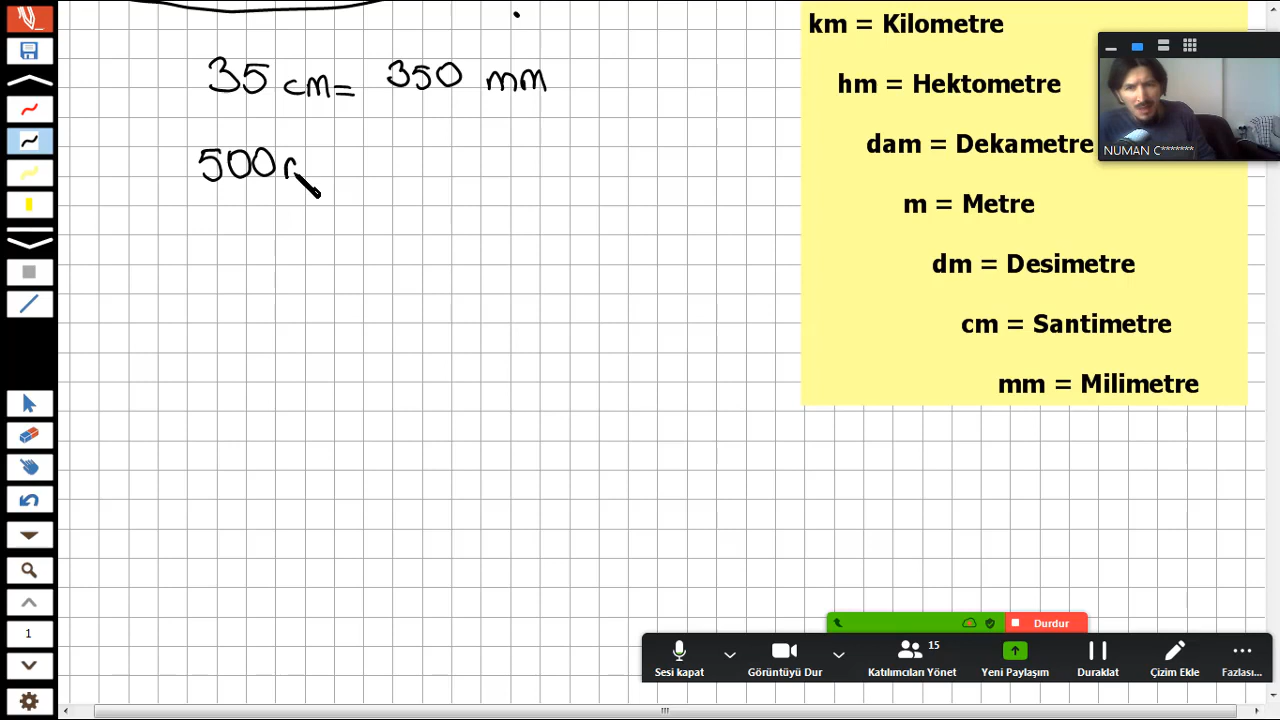 km = Kilometre
35 cm = 350 mm
hm = Hektometre
dam = Dekametre
NUMAN C*******
500
m = Metre
dm = Desimetre
cm = Santimetre
mm = Milimetre
1
Durdur
15
Sesi kapat
Görüntüyü Dur
Katılımcıları Yönet
Yeni Paylaşım
Duraklat
Çizim Ekle
Fazlası...